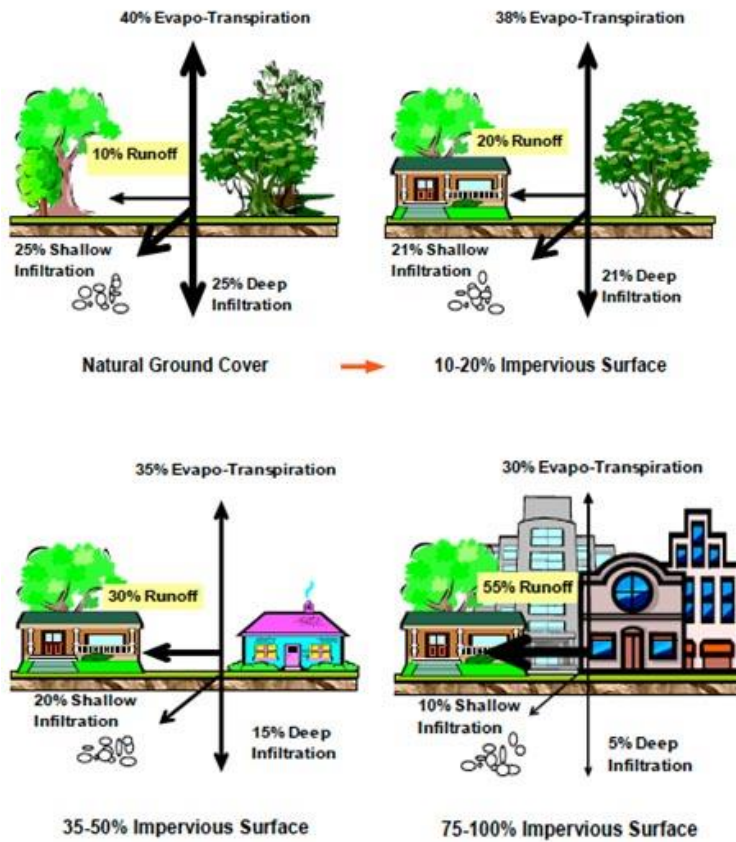 40% Evapo-Transpiration
10% Runoff
25% Shallow
Infiltration
25% Deep
Infiltration
Natural Ground Cover
38% Evapo-Transpiration
20% Runoff
21% Shallow
Infiltration
21% Deep
Infiltration
10-20% Impervious Surface
35% Evapo-Transpiration
30% Runoff
20% Shallow
Infiltration
15% Deep
Infiltration
35-50% Impervious Surface
30% Evapo-Transpiration
55% Runoff
10% Shallow
Infiltration
5% Deep
Infiltration
75-100% Impervious Surface